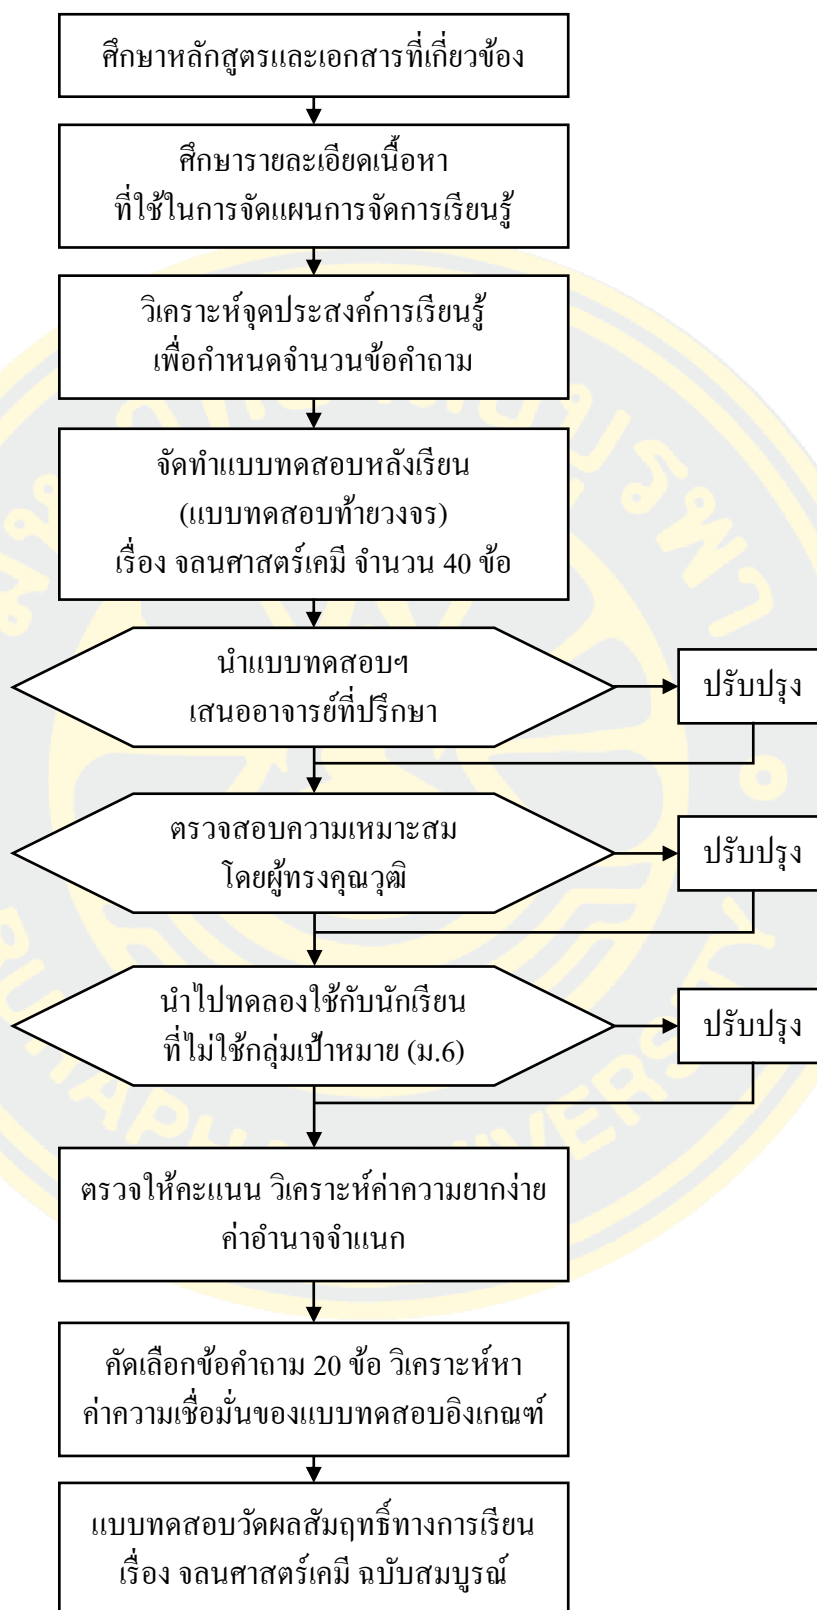 ศึกษาหลักสูตรและเอกสารที่เกี่ยวข้อง
ศึกษารายละเอียดเนื้อหา
ที่ใช้ในการจัดแผนการจัดการเรียนรู้
วิเคราะห์จุดประสงค์การเรียนรู้
เพื่อกำหนดจำนวนข้อคำถาม
จัดทำแบบทดสอบหลังเรียน
(แบบทดสอบท้ายวงจร)
เรื่อง จลนศาสตร์เคมี จำนวน 40 ข้อ
นำแบบทดสอบฯ
เสนออาจารย์ที่ปรึกษา
ปรับปรุง
ตรวจสอบความเหมาะสม
โดยผู้ทรงคุณวุฒิ
ปรับปรุง
นำไปทดลองใช้กับนักเรียน
ที่ไม่ใช้กลุ่มเป้าหมาย (ม.6)
ปรับปรุง
ตรวจให้คะแนน วิเคราะห์ค่าความยากง่าย
ค่าอำนาจจำแนก
คัดเลือกข้อคำถาม 20 ข้อ วิเคราะห์หา
ค่าความเชื่อมั่นของแบบทดสอบอิงเกณฑ์
แบบทดสอบวัดผลสัมฤทธิ์ทางการเรียน
เรื่อง จลนศาสตร์เคมี ฉบับสมบูรณ์